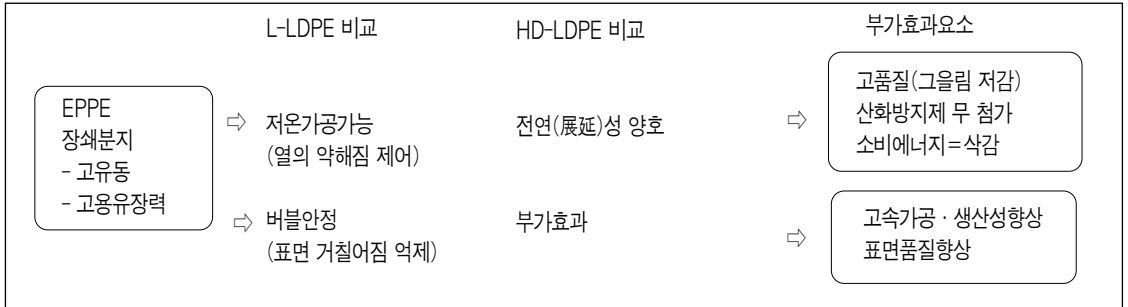 L-LDPE 비교
HD-LDPE 비교
부가효과요소
EPPE
장쇄분지
- 고유동
- 고용유장력
⇨ 저온가공가능
(열의 약해짐 제어)
전연(展延)성 양호
⇨
고품질(그을림 저감)
산화방지제 무 첨가
소비에너지=삭감
⇨ 버블안정
(표면 거칠어짐 억제)
부가효과
⇨
고속가공·생산성향상
표면품질향상